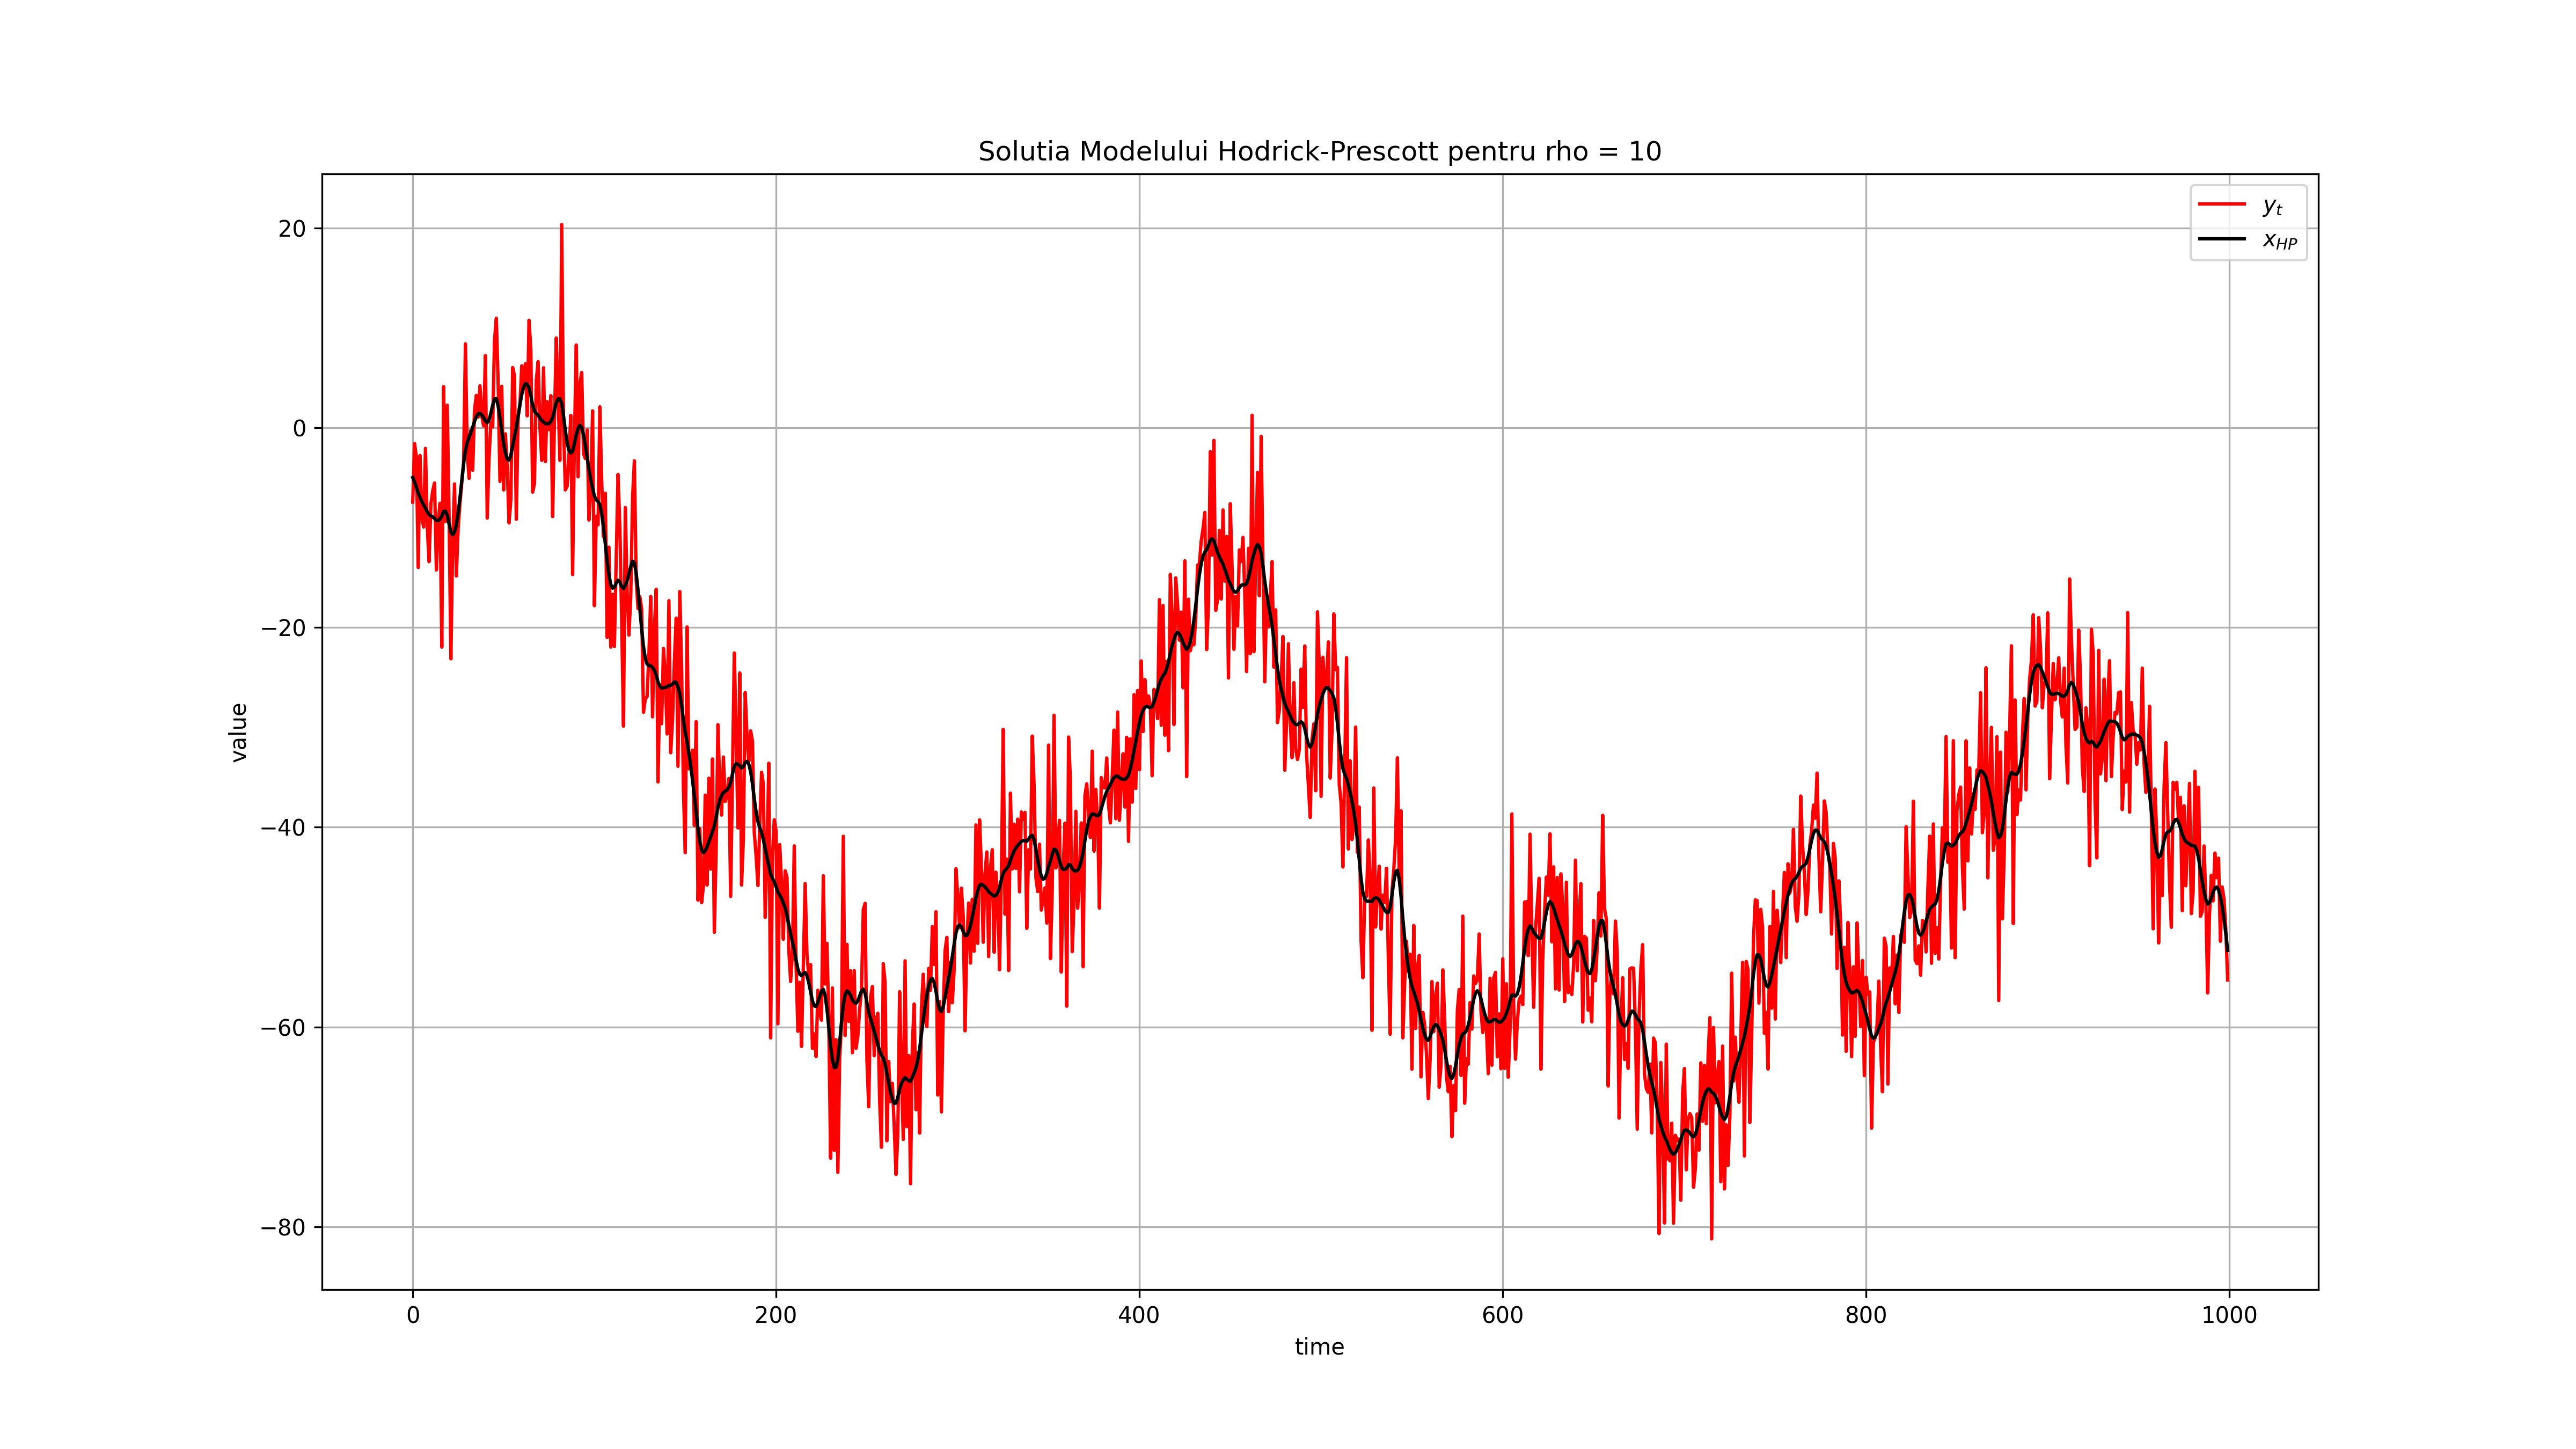 Solutia Modelului Hodrick-Prescott pentru rho = 10
y_t
x_HP
20
0
−20
−40
−60
−80
value
0 200 400 600 800 1000
time